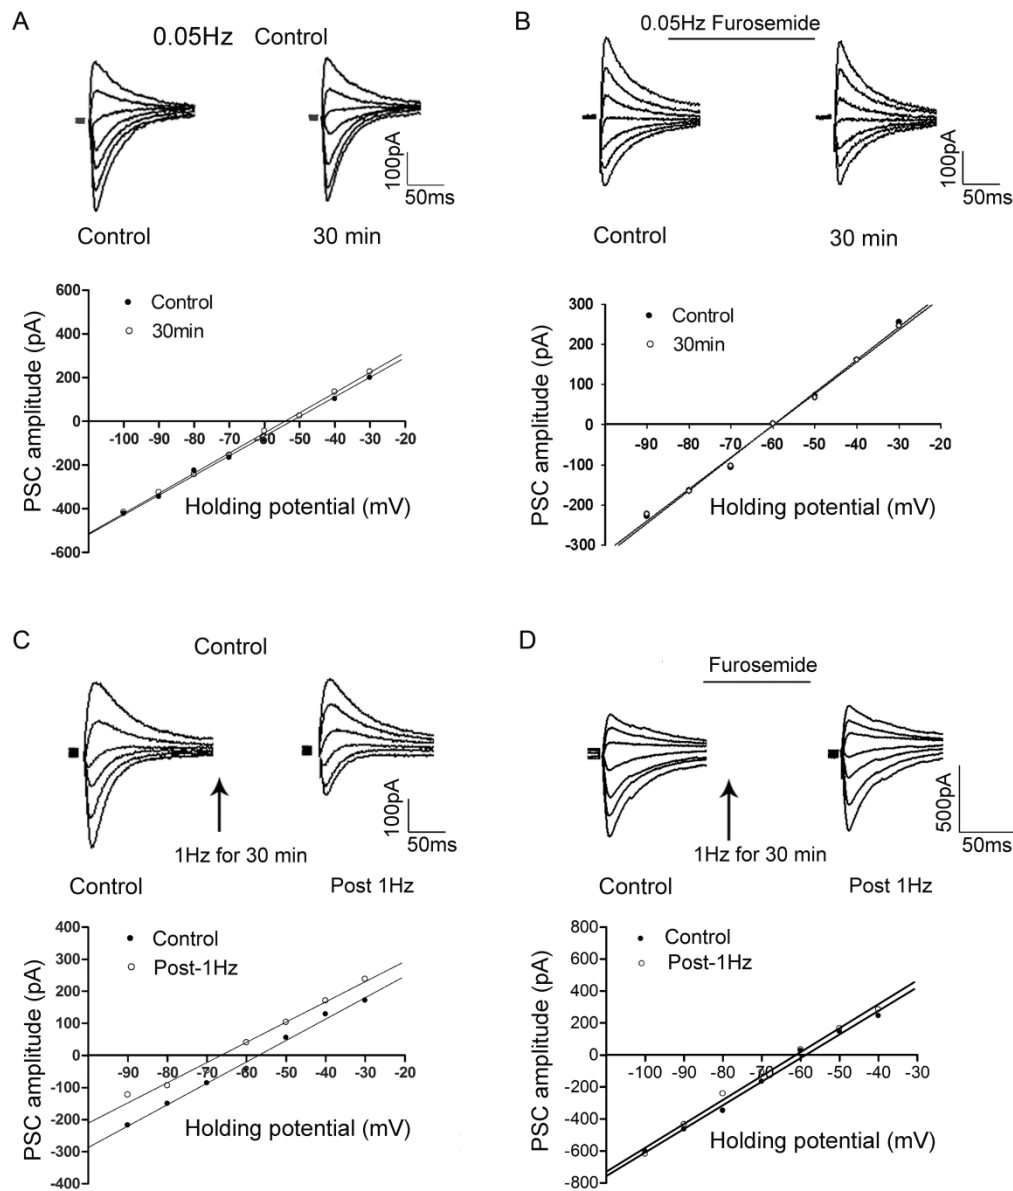 A
0.05Hz Control
100pA
50ms
Control 30 min
B
0.05Hz Furosemide
100pA
50ms
Control 30 min
PSC amplitude (pA)
600
400
200
0
-200
-400
-600
Control
30min
-100 -90 -80 -70 -60 -50 -40 -30 -20
Holding potential (mV)
PSC amplitude (pA)
300
200
100
0
-100
-200
-300
Control
30min
-90 -80 -70 -60 -50 -40 -30 -20
Holding potential (mV)
C
Control
100pA
50ms
1Hz for 30 min
Control Post 1Hz
D
Furosemide
500pA
50ms
1Hz for 30 min
Control Post 1Hz
PSC amplitude (pA)
400
300
200
100
0
-100
-200
-300
-400
Control
Post-1Hz
-90 -80 -70 -60 -50 -40 -30 -20
Holding potential (mV)
PSC amplitude (pA)
800
600
400
200
0
-200
-400
-600
-800
Control
Post-1Hz
-100 -90 -80 -70 -60 -50 -40 -30
Holding potential (mV)